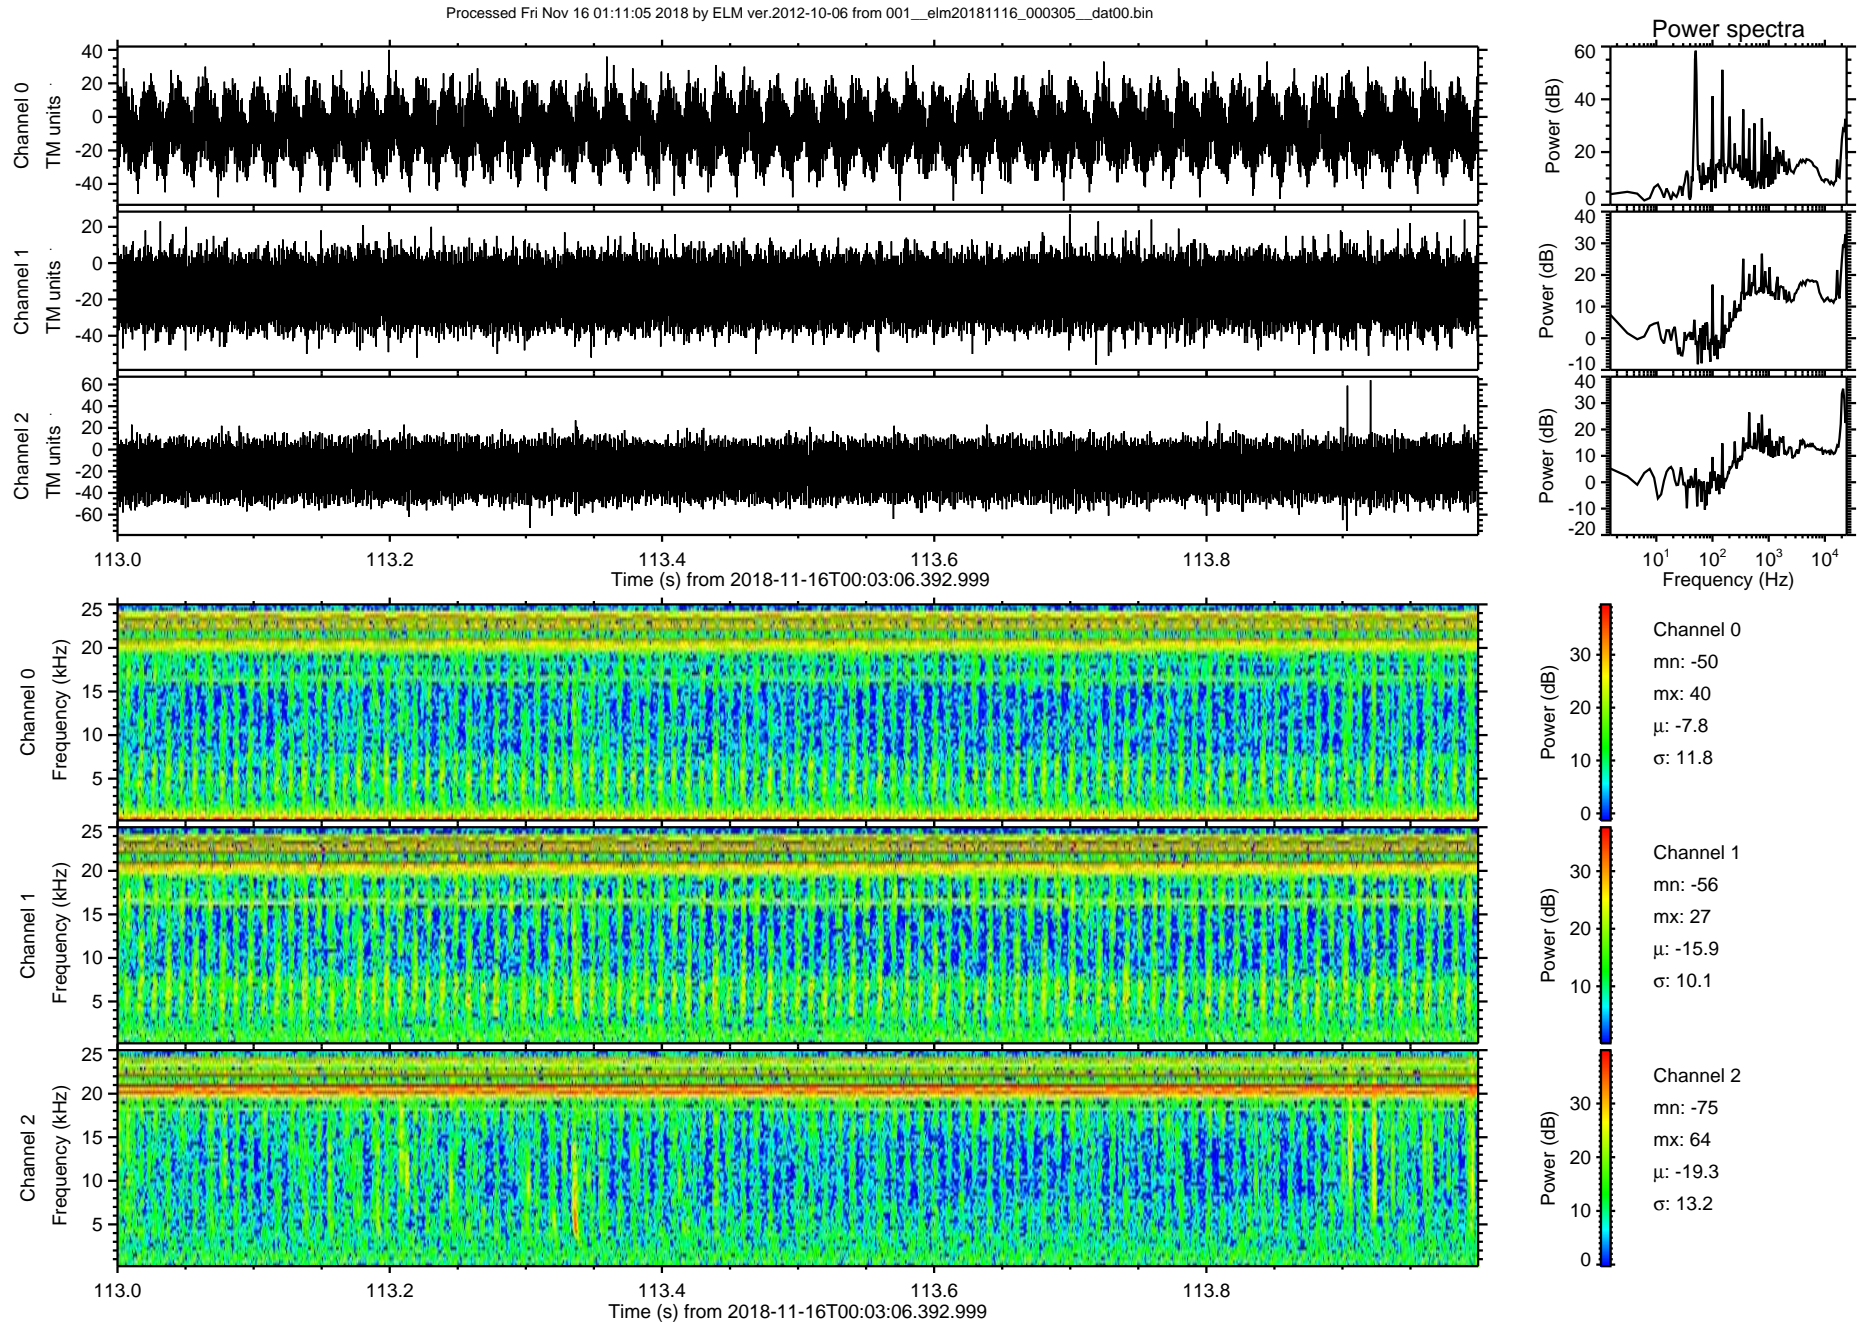 Processed Fri Nov 16 01:11:05 2018 by ELM ver.2012-10-06 from 001__elm20181116_000305__dat00.bin
Power spectra
Channel 0
TM units
40
20
0
-20
-40
Power (dB)
60
40
20
0
Channel 1
TM units
20
0
-20
-40
Power (dB)
40
30
20
10
0
-10
Channel 2
TM units
60
40
20
0
-20
-40
-60
Power (dB)
40
30
20
10
0
-10
-20
113.0 113.2 113.4 113.6 113.8
Time (s) from 2018-11-16T00:03:06.392.999
10^1 10^2 10^3 10^4
Frequency (Hz)
Channel 0
Frequency (kHz)
25
20
15
10
5
Power (dB)
30
20
10
0
Channel 0
mn: -50
mx: 40
μ: -7.8
σ: 11.8
Channel 1
Frequency (kHz)
25
20
15
10
5
Power (dB)
30
20
10
Channel 1
mn: -56
mx: 27
μ: -15.9
σ: 10.1
Channel 2
Frequency (kHz)
25
20
15
10
5
Power (dB)
30
20
10
0
Channel 2
mn: -75
mx: 64
μ: -19.3
σ: 13.2
113.0 113.2 113.4 113.6 113.8
Time (s) from 2018-11-16T00:03:06.392.999